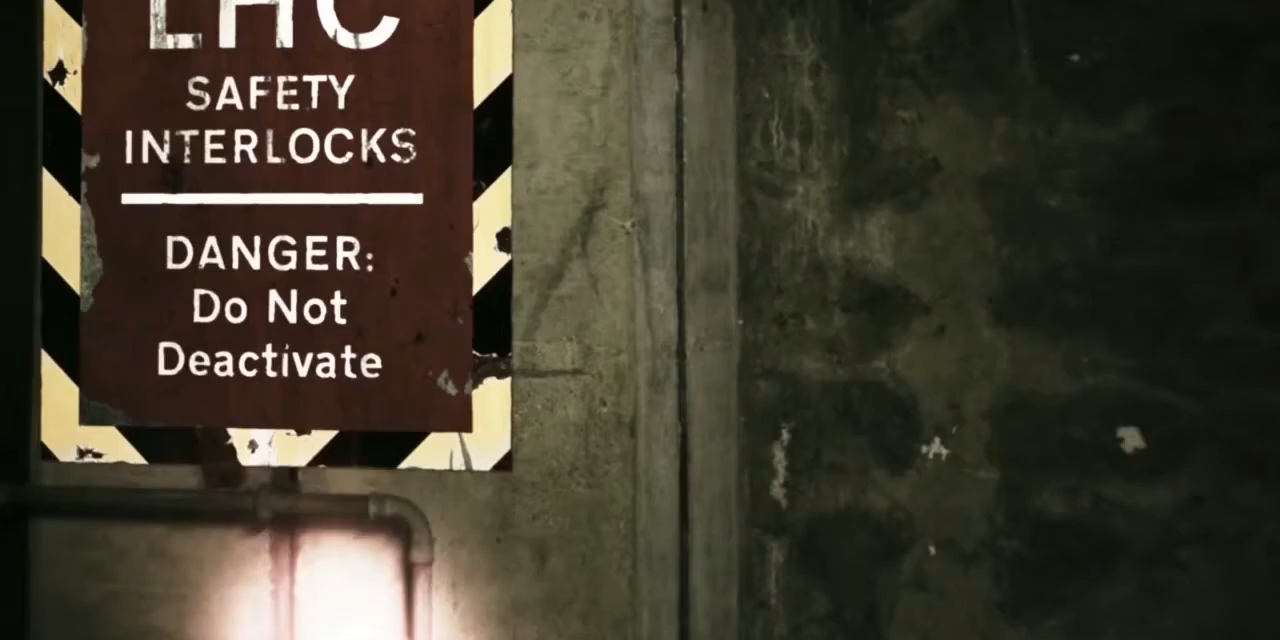 LHC
SAFETY
INTERLOCKS
DANGER:
Do Not
Deactivate